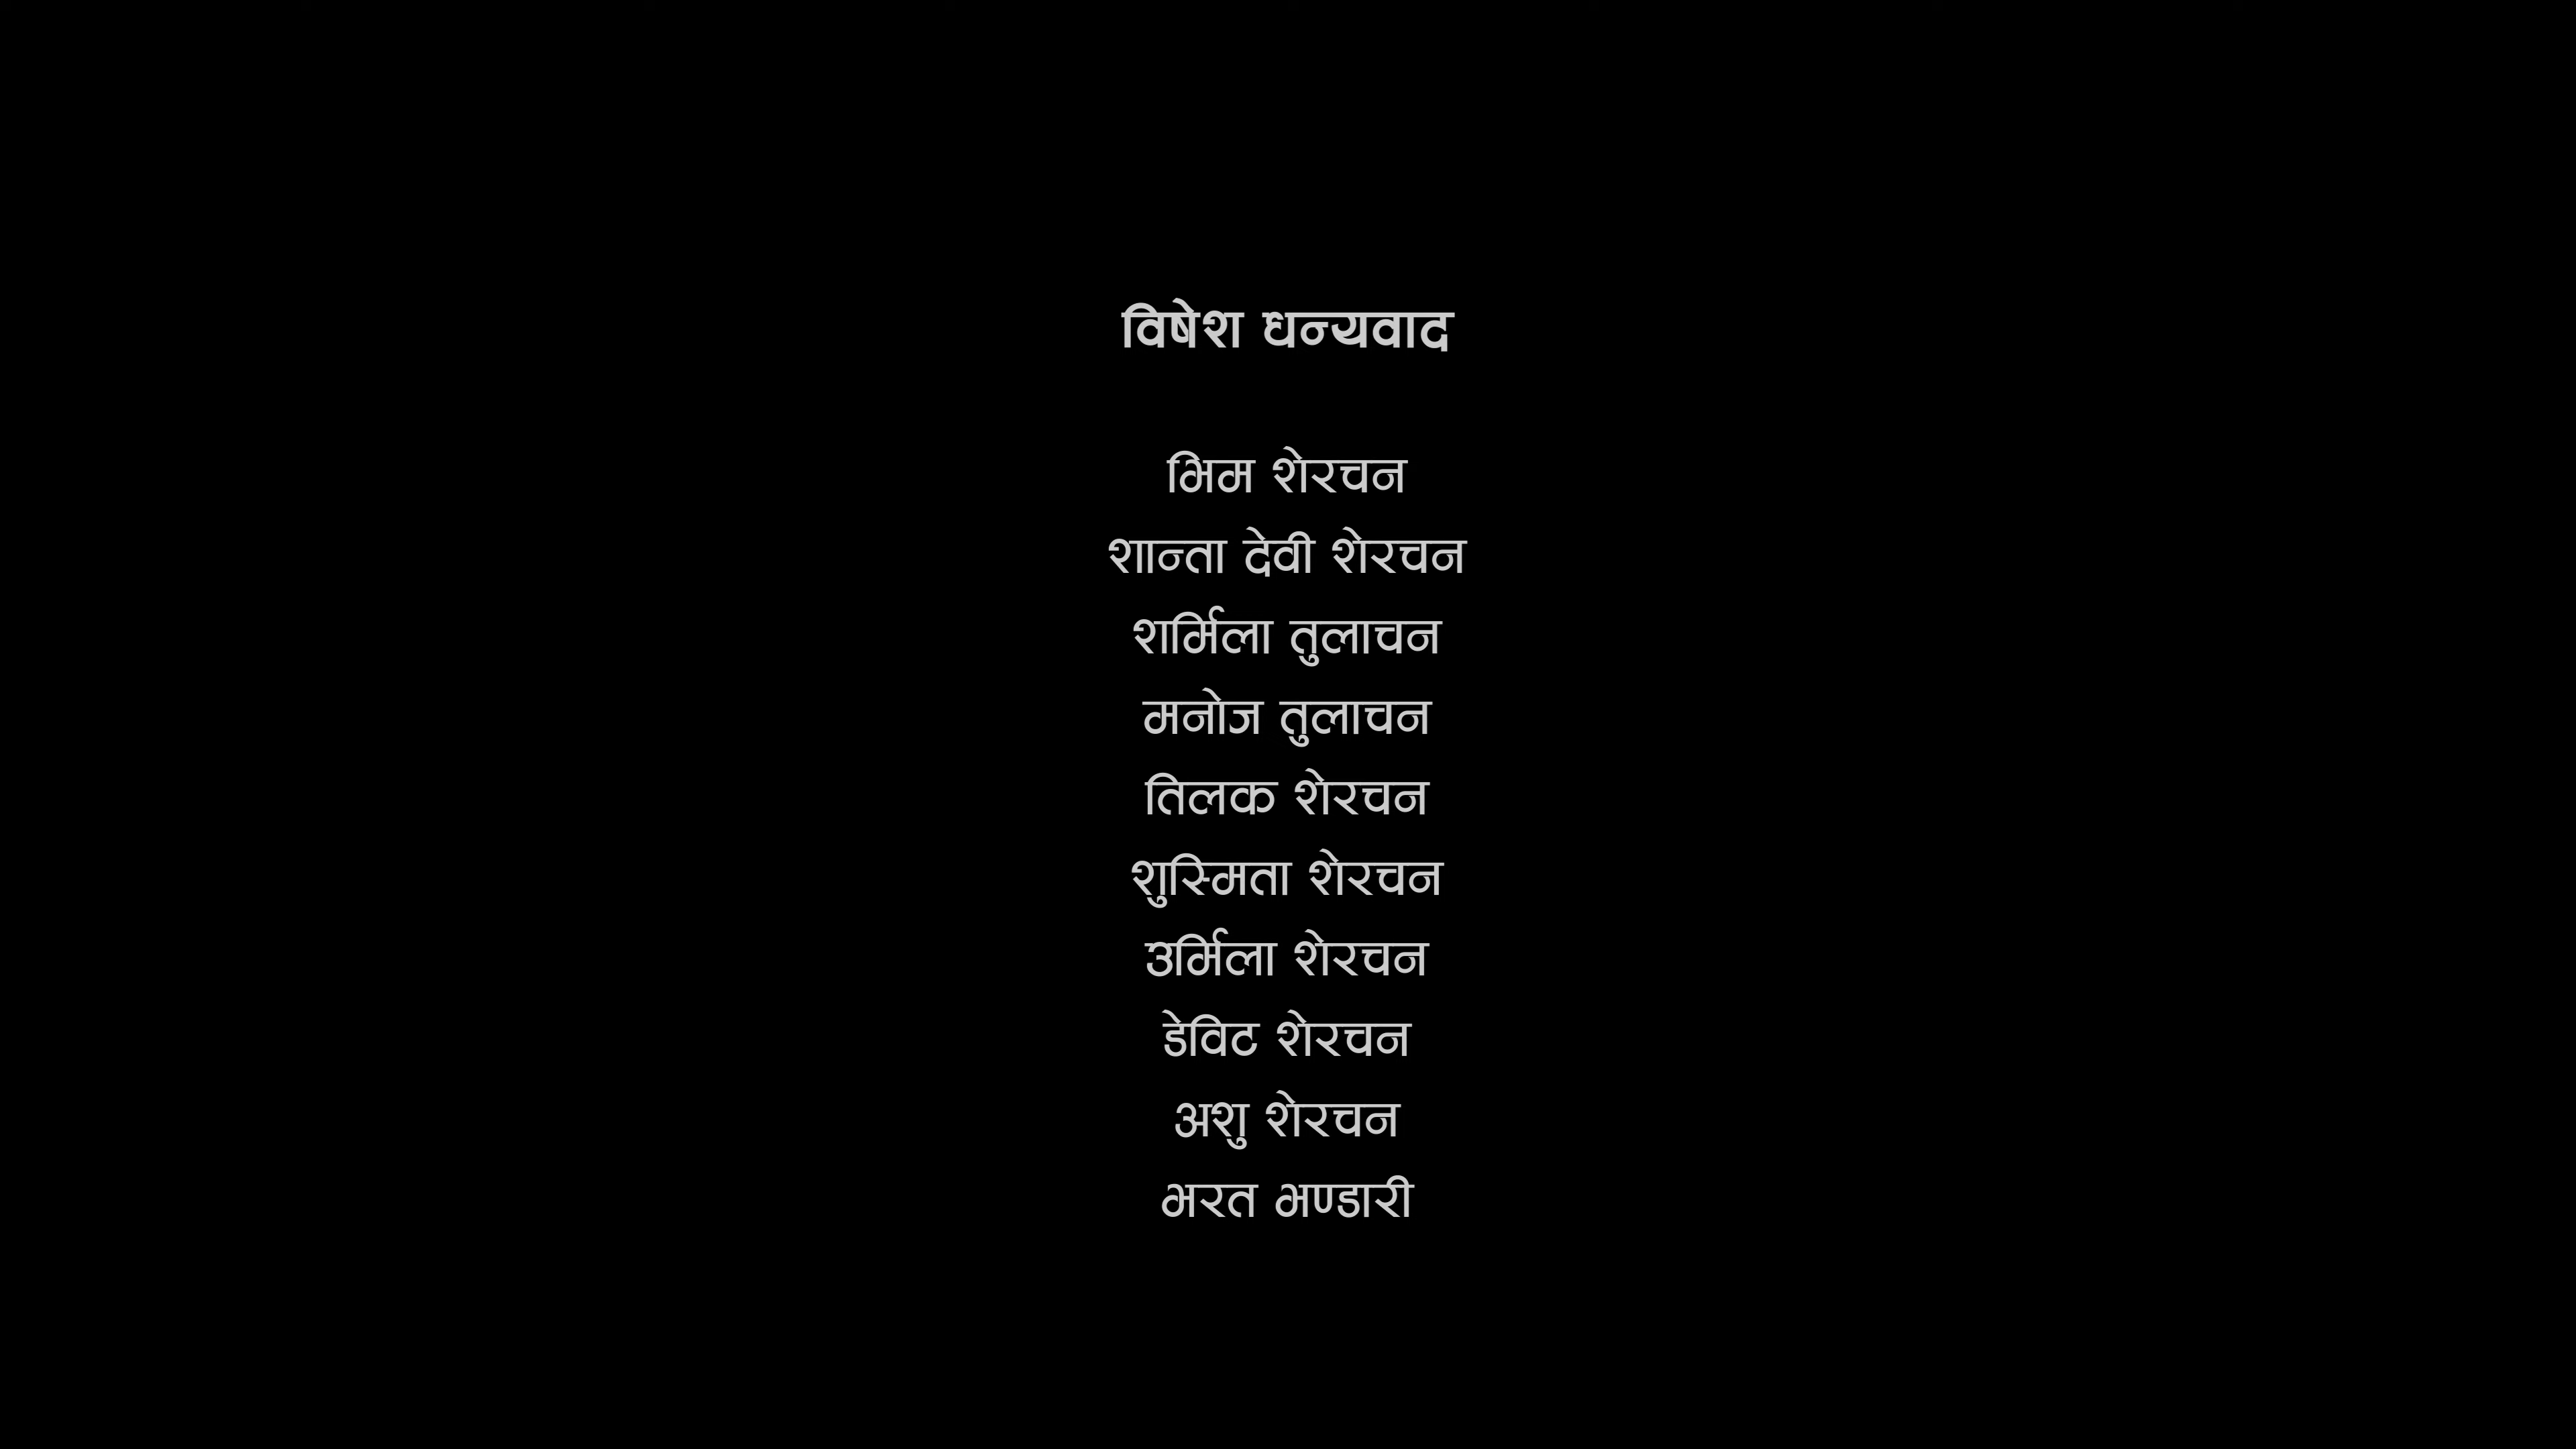 विषेश धन्यवाद
भिम शेरचन
शान्ता देवी शेरचन
शर्मिला तुलाचन
मनोज तुलाचन
तिलक शेरचन
शुस्मिता शेरचन
उर्मिला शेरचन
डेविट शेरचन
अशु शेरचन
भरत भण्डारी